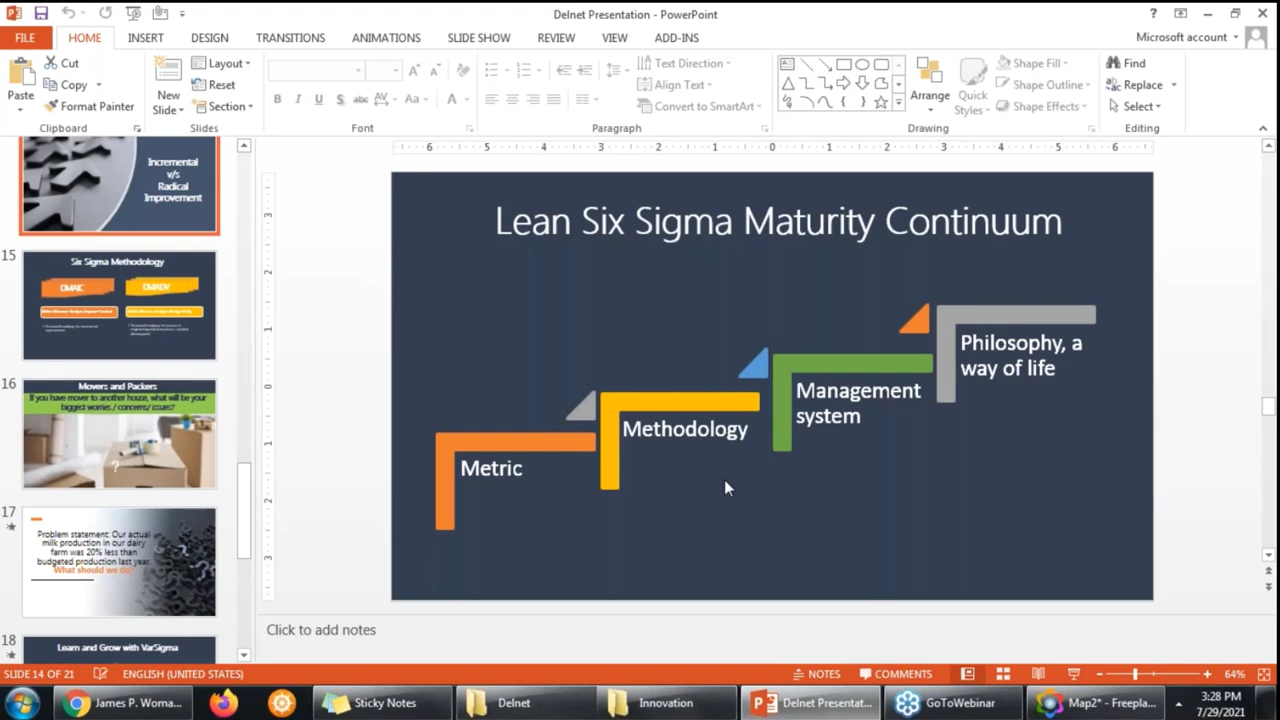 Delnet Presentation - PowerPoint
FILE HOME INSERT DESIGN TRANSITIONS ANIMATIONS SLIDE SHOW REVIEW VIEW ADD-INS
Microsoft account
Paste
Cut
Copy
Format Painter
Clipboard
New
Slide
Layout
Reset
Section
Slides
Font
Text Direction
Align Text
Convert to SmartArt
Paragraph
Arrange
Quick
Styles
Shape Fill
Shape Outline
Shape Effects
Drawing
Find
Replace
Select
Editing
Incremental
v/s
Radical
Improvement
15
Six Sigma Methodology
DMAIC DMADV
16
Movers and Packers
If you have mover to another house, what will be your
biggest worries / concerns/ issues?
?
17
Problem statement: Our actual
milk production in our dairy
farm was 20% less than
budgeted production last year.
What should we do?
18
Learn and Grow with VarSigma
Lean Six Sigma Maturity Continuum
Metric
Methodology
Management
system
Philosophy, a
way of life
Click to add notes
SLIDE 14 OF 21 ENGLISH (UNITED STATES) NOTES COMMENTS 64%
James P. Woma... Sticky Notes Delnet Innovation Delnet Presentat... GoToWebinar Map2* - Freepla...
3:28 PM
7/29/2021